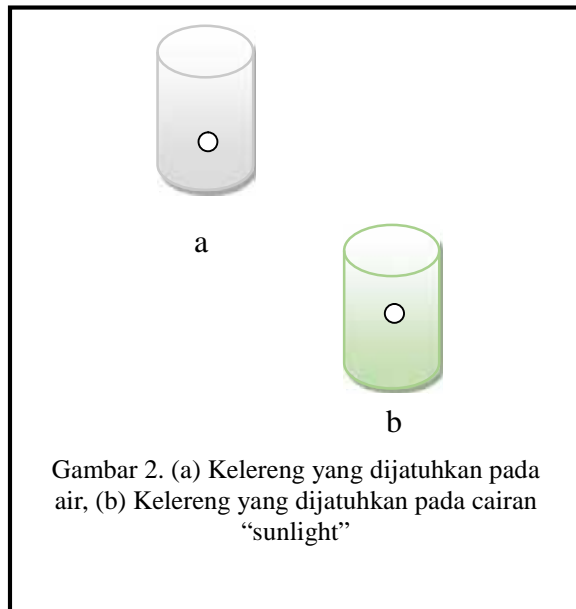 a
b
Gambar 2. (a) Kelereng yang dijatuhkan pada
air, (b) Kelereng yang dijatuhkan pada cairan
“sunlight”